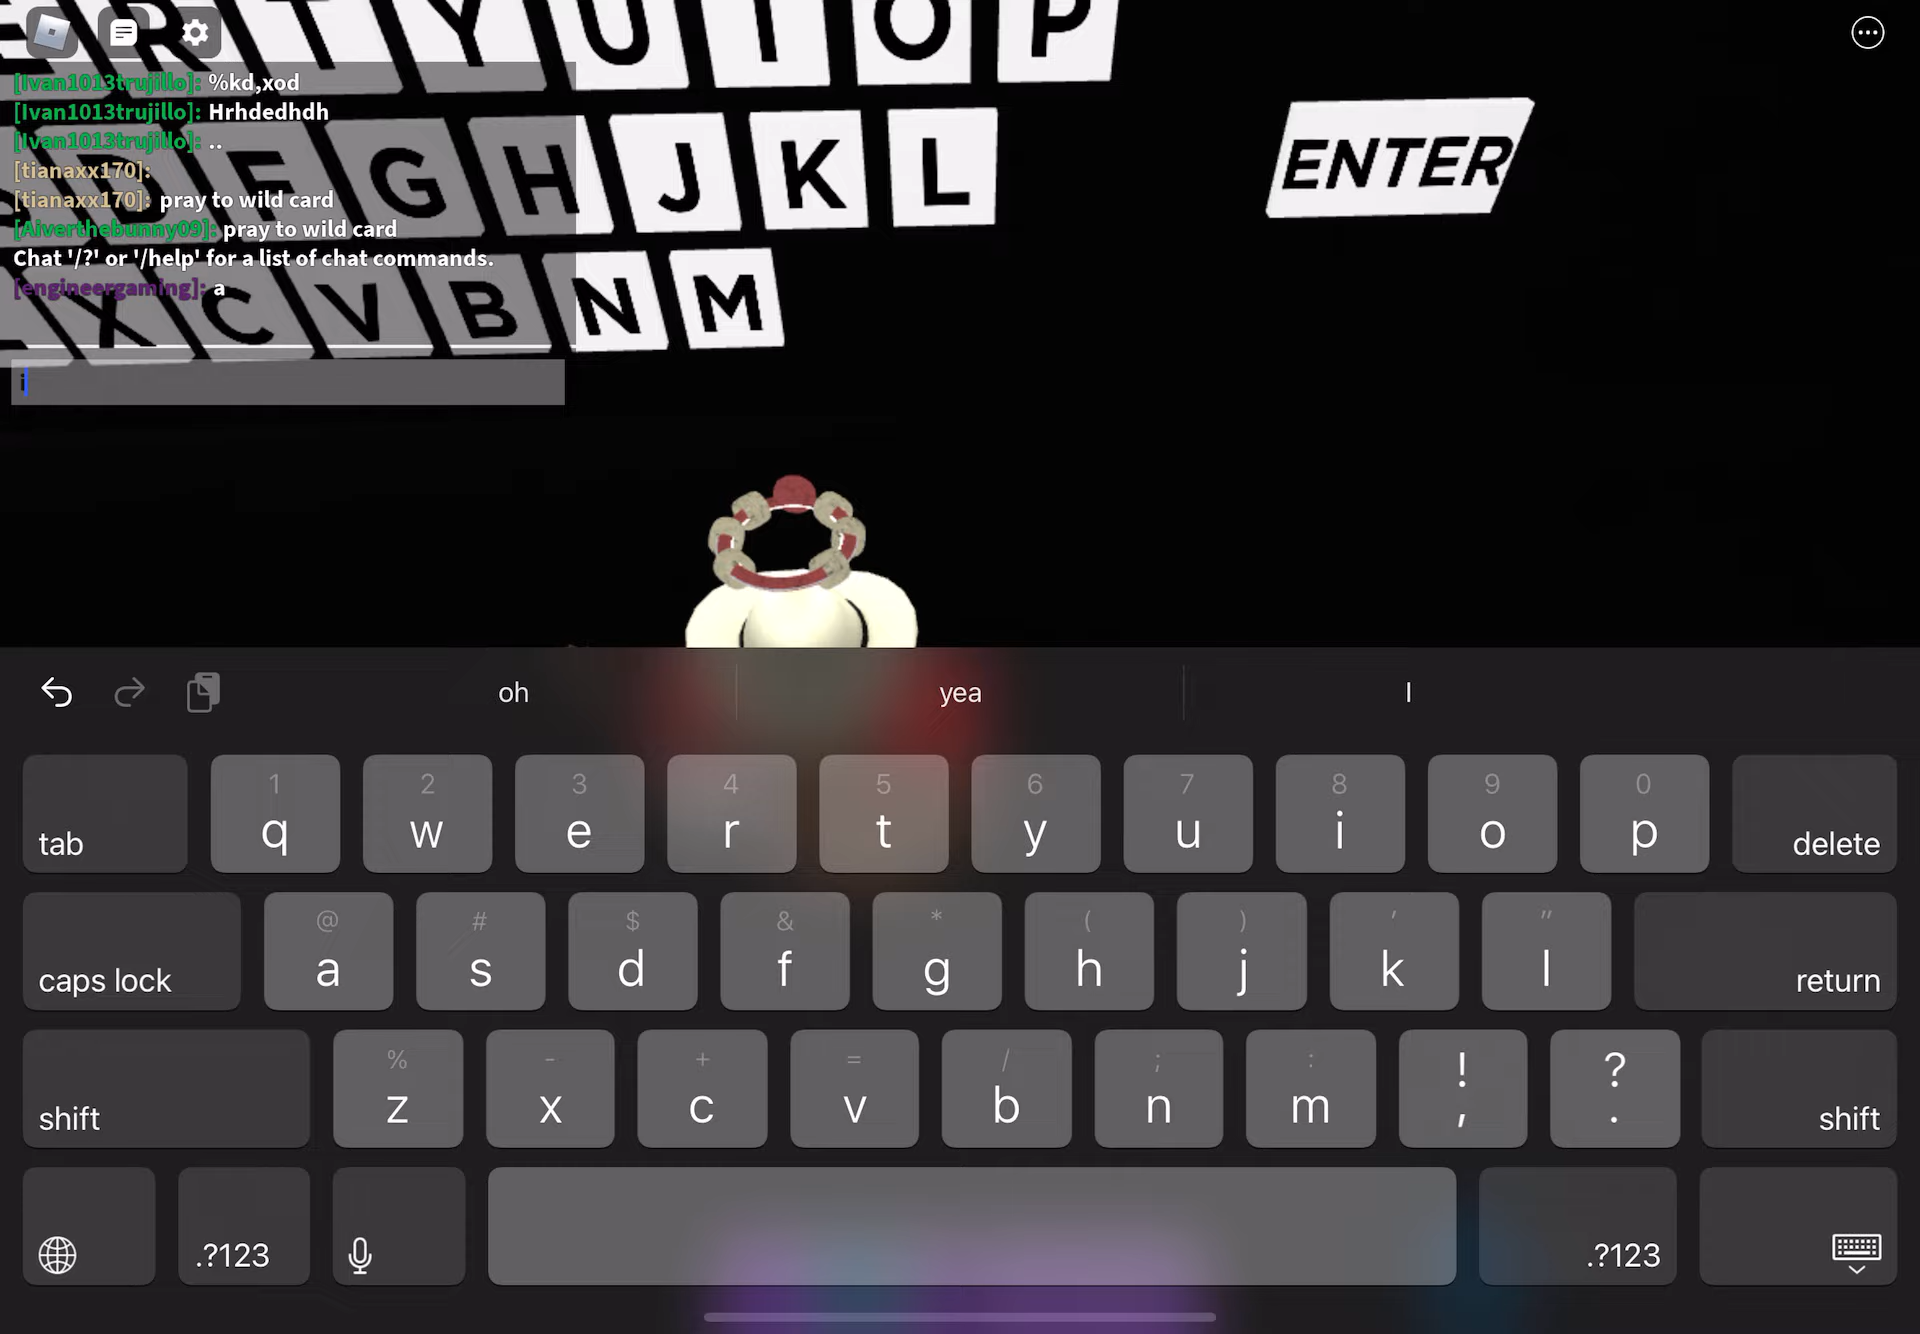 E R T Y U I O P
[Ivan1013trujillo]: %kd,xod
[Ivan1013trujillo]: Hrhdedhdh
[Ivan1013trujillo]: ..
[tianaxx170]:
[tianaxx170]: pray to wild card
[Aiverthebunny09]: pray to wild card
Chat '/?' or '/help' for a list of chat commands.
[engineergaming]: a
S D F G H J K L ENTER
X C V B N M
i
oh yea I
1 2 3 4 5 6 7 8 9 0
tab q w e r t y u i o p delete
@ # $ & * ( ) ' "
caps lock a s d f g h j k l return
% - + = / ; : ! ?
shift z x c v b n m , . shift
.?123 .?123